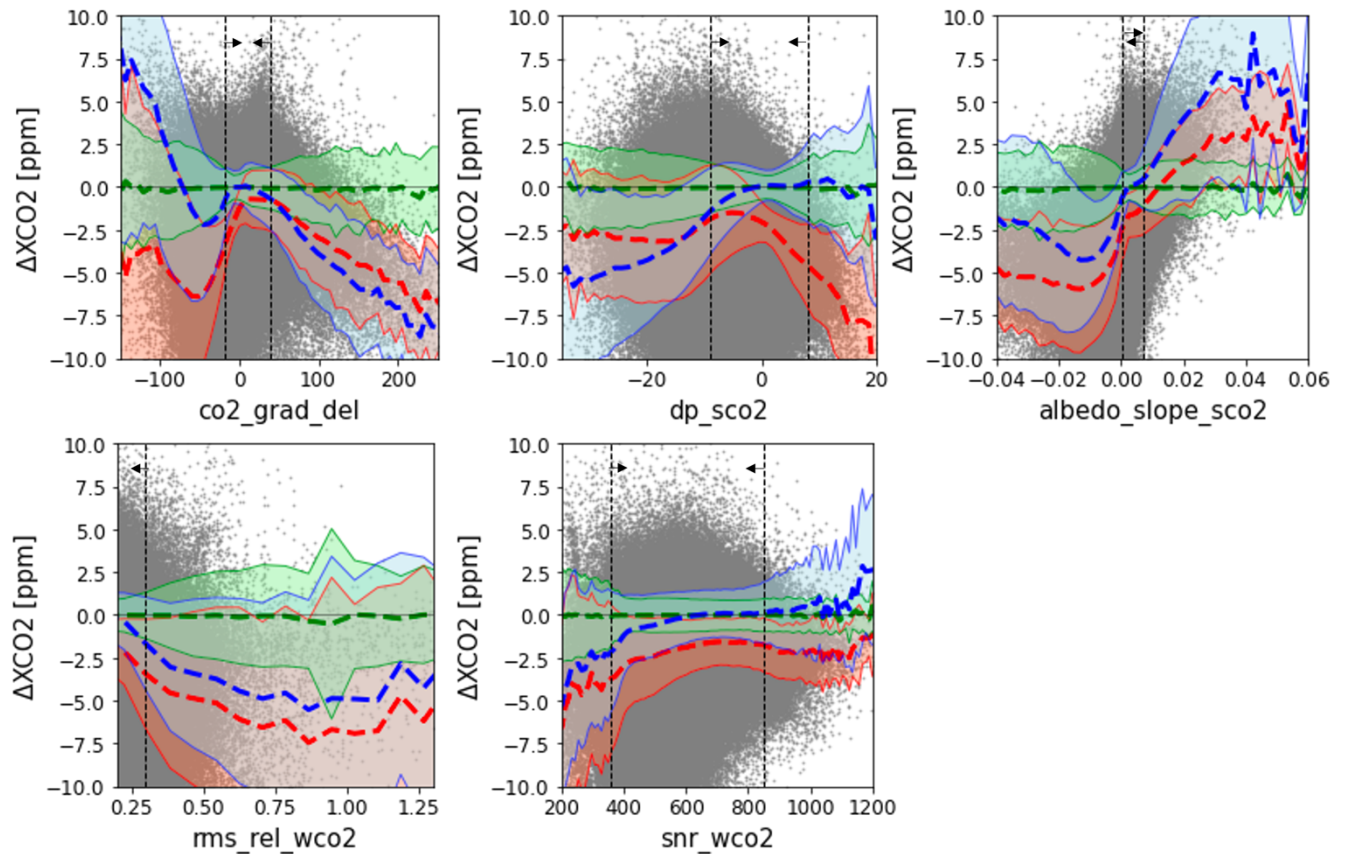 10.0 10.0 10.0
7.5 7.5 7.5
5.0 5.0 5.0
2.5 2.5 2.5
0.0 0.0 0.0
−2.5 −2.5 −2.5
−5.0 −5.0 −5.0
−7.5 −7.5 −7.5
−10.0 −10.0 −10.0
ΔXCO2 [ppm] ΔXCO2 [ppm] ΔXCO2 [ppm]
−100 0 100 200 −20 0 20 −0.04 −0.02 0.00 0.02 0.04 0.06
co2_grad_del dp_sco2 albedo_slope_sco2
10.0 10.0
7.5 7.5
5.0 5.0
2.5 2.5
0.0 0.0
−2.5 −2.5
−5.0 −5.0
−7.5 −7.5
−10.0 −10.0
ΔXCO2 [ppm] ΔXCO2 [ppm]
0.25 0.50 0.75 1.00 1.25 200 400 600 800 1000 1200
rms_rel_wco2 snr_wco2